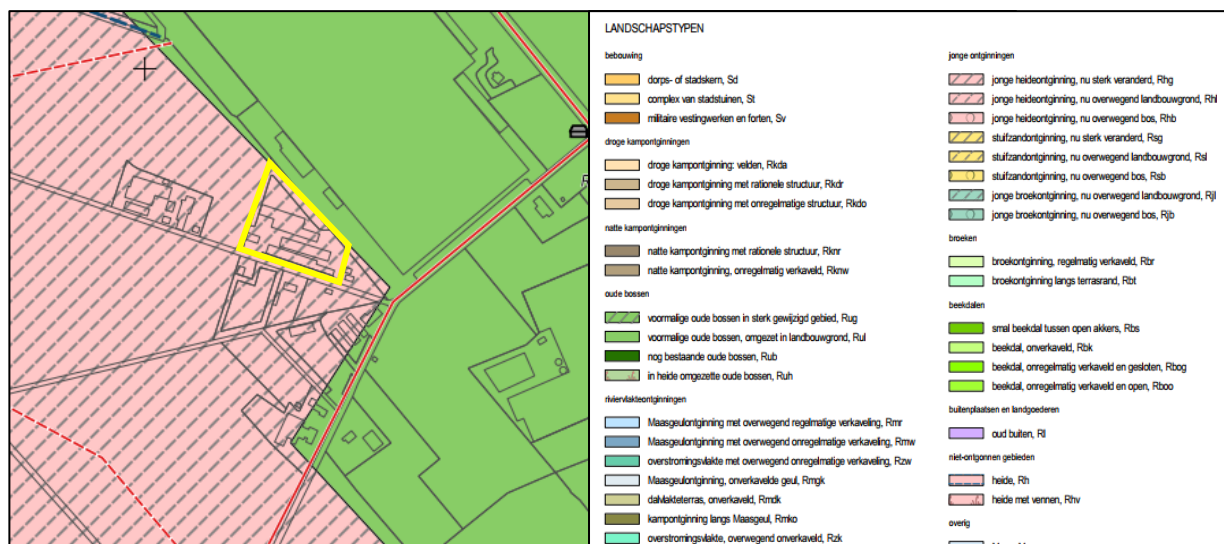 LANDSCHAPSTYPEN
bebouwing
dorps- of stadskern, Sd
complex van stadstuinen, St
militaire vestingwerken en forten, Sv
droge kampontginningen
droge kampontginning: velden, Rkda
droge kampontginning met rationele structuur, Rkdr
droge kampontginning met onregelmatige structuur, Rkdo
natte kampontginningen
natte kampontginning met rationele structuur, Rknr
natte kampontginning, onregelmatig verkaveld, Rknw
oude bossen
voormalige oude bossen in sterk gewijzigd gebied, Rug
voormalige oude bossen, omgezet in landbouwgrond, Rul
nog bestaande oude bossen, Rub
in heide omgezette oude bossen, Ruh
riviervlakteontginningen
Maasgeulontginning met overwegend regelmatige verkaveling, Rmr
Maasgeulontginning met overwegend onregelmatige verkaveling, Rmw
overstromingsvlakte met overwegend onregelmatige verkaveling, Rzw
Maasgeulontginning, onverkavelde geul, Rmgk
dalvlakteterras, onverkaveld, Rmdk
kampontginning langs Maasgeul, Rmko
overstromingsvlakte, overwegend onverkaveld, Rzk
jonge ontginningen
jonge heideontginning, nu sterk veranderd, Rhg
jonge heideontginning, nu overwegend landbouwgrond, Rhl
jonge heideontginning, nu overwegend bos, Rhb
stuifzandontginning, nu sterk veranderd, Rsg
stuifzandontginning, nu overwegend landbouwgrond, Rsl
stuifzandontginning, nu overwegend bos, Rsb
jonge broekontginning, nu overwegend landbouwgrond, Rjl
jonge broekontginning, nu overwegend bos, Rjb
broeken
broekontginning, regelmatig verkaveld, Rbr
broekontginning langs terrasrand, Rbt
beekdalen
smal beekdal tussen open akkers, Rbs
beekdal, onverkaveld, Rbk
beekdal, onregelmatig verkaveld en gesloten, Rbog
beekdal, onregelmatig verkaveld en open, Rboo
buitenplaatsen en landgoederen
oud buiten, Rl
niet-ontgonnen gebieden
heide, Rh
heide met vennen, Rhv
overig